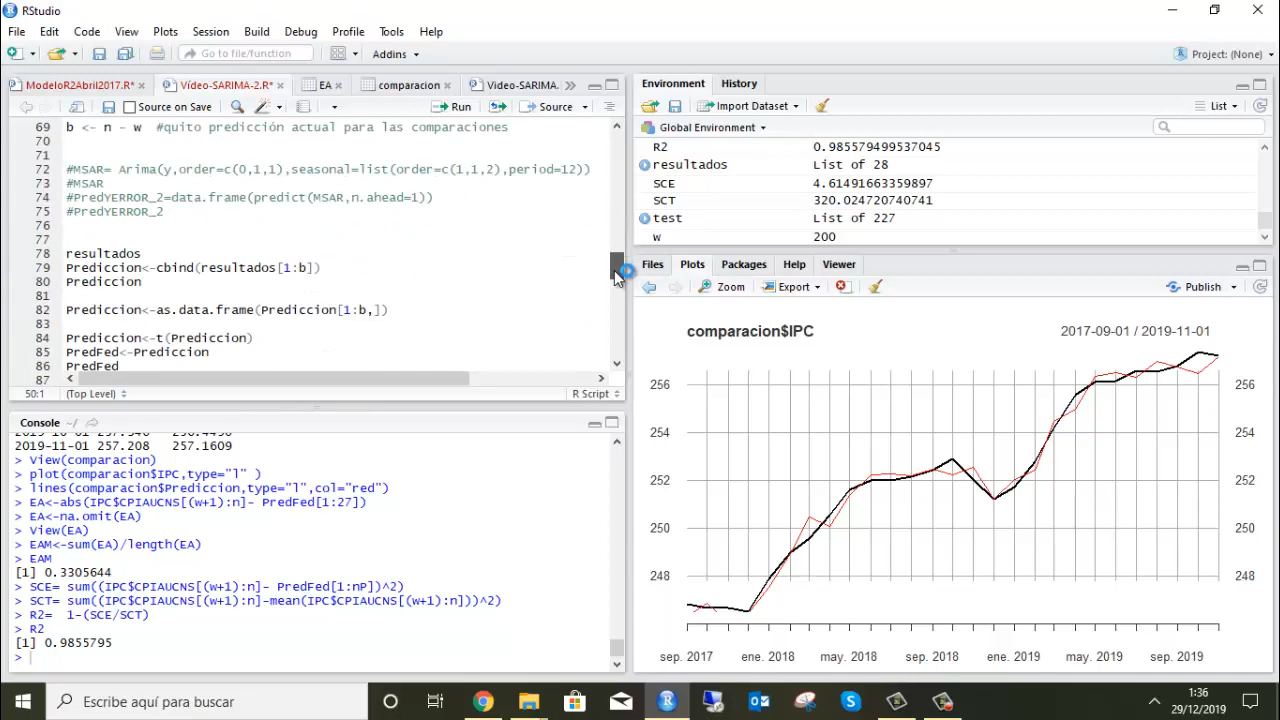 RStudio
File Edit Code View Plots Session Build Debug Profile Tools Help
Go to file/function Addins Project: (None)
ModeloR2Abril2017.R* Vídeo-SARIMA-2.R* EA comparacion Video-SARIMA.
Source on Save Run Source
69 b <- n - w #quito predicción actual para las comparaciones
70
71
72 #MSAR= Arima(y,order=c(0,1,1),seasonal=list(order=c(1,1,2),period=12))
73 #MSAR
74 #PredYERROR_2=data.frame(predict(MSAR,n.ahead=1))
75 #PredYERROR_2
76
77
78 resultados
79 Prediccion<-cbind(resultados[1:b])
80 Prediccion
81
82 Prediccion<-as.data.frame(Prediccion[1:b,])
83
84 Prediccion<-t(Prediccion)
85 PredFed<-Prediccion
86 PredFed
87
50:1 (Top Level) R Script
Console ~/
2019-11-01 257.208 257.1609
> View(comparacion)
> plot(comparacion$IPC,type="l" )
> lines(comparacion$Prediccion,type="l",col="red")
> EA<-abs(IPC$CPIAUCNS[(w+1):n]- PredFed[1:27])
> EA<-na.omit(EA)
> View(EA)
> EAM<-sum(EA)/length(EA)
> EAM
[1] 0.3305644
> SCE= sum((IPC$CPIAUCNS[(w+1):n]- PredFed[1:nP])^2)
> SCT= sum((IPC$CPIAUCNS[(w+1):n]-mean(IPC$CPIAUCNS[(w+1):n]))^2)
> R2= 1-(SCE/SCT)
> R2
[1] 0.9855795
>
Environment History
Import Dataset List
Global Environment
R2 0.985579499537045
resultados List of 28
SCE 4.61491663359897
SCT 320.024720740741
test List of 227
w 200
Files Plots Packages Help Viewer
Zoom Export Publish
comparacion$IPC 2017-09-01 / 2019-11-01
256 256
254 254
252 252
250 250
248 248
sep. 2017 ene. 2018 may. 2018 sep. 2018 ene. 2019 may. 2019 sep. 2019
Escribe aquí para buscar
1:36
29/12/2019